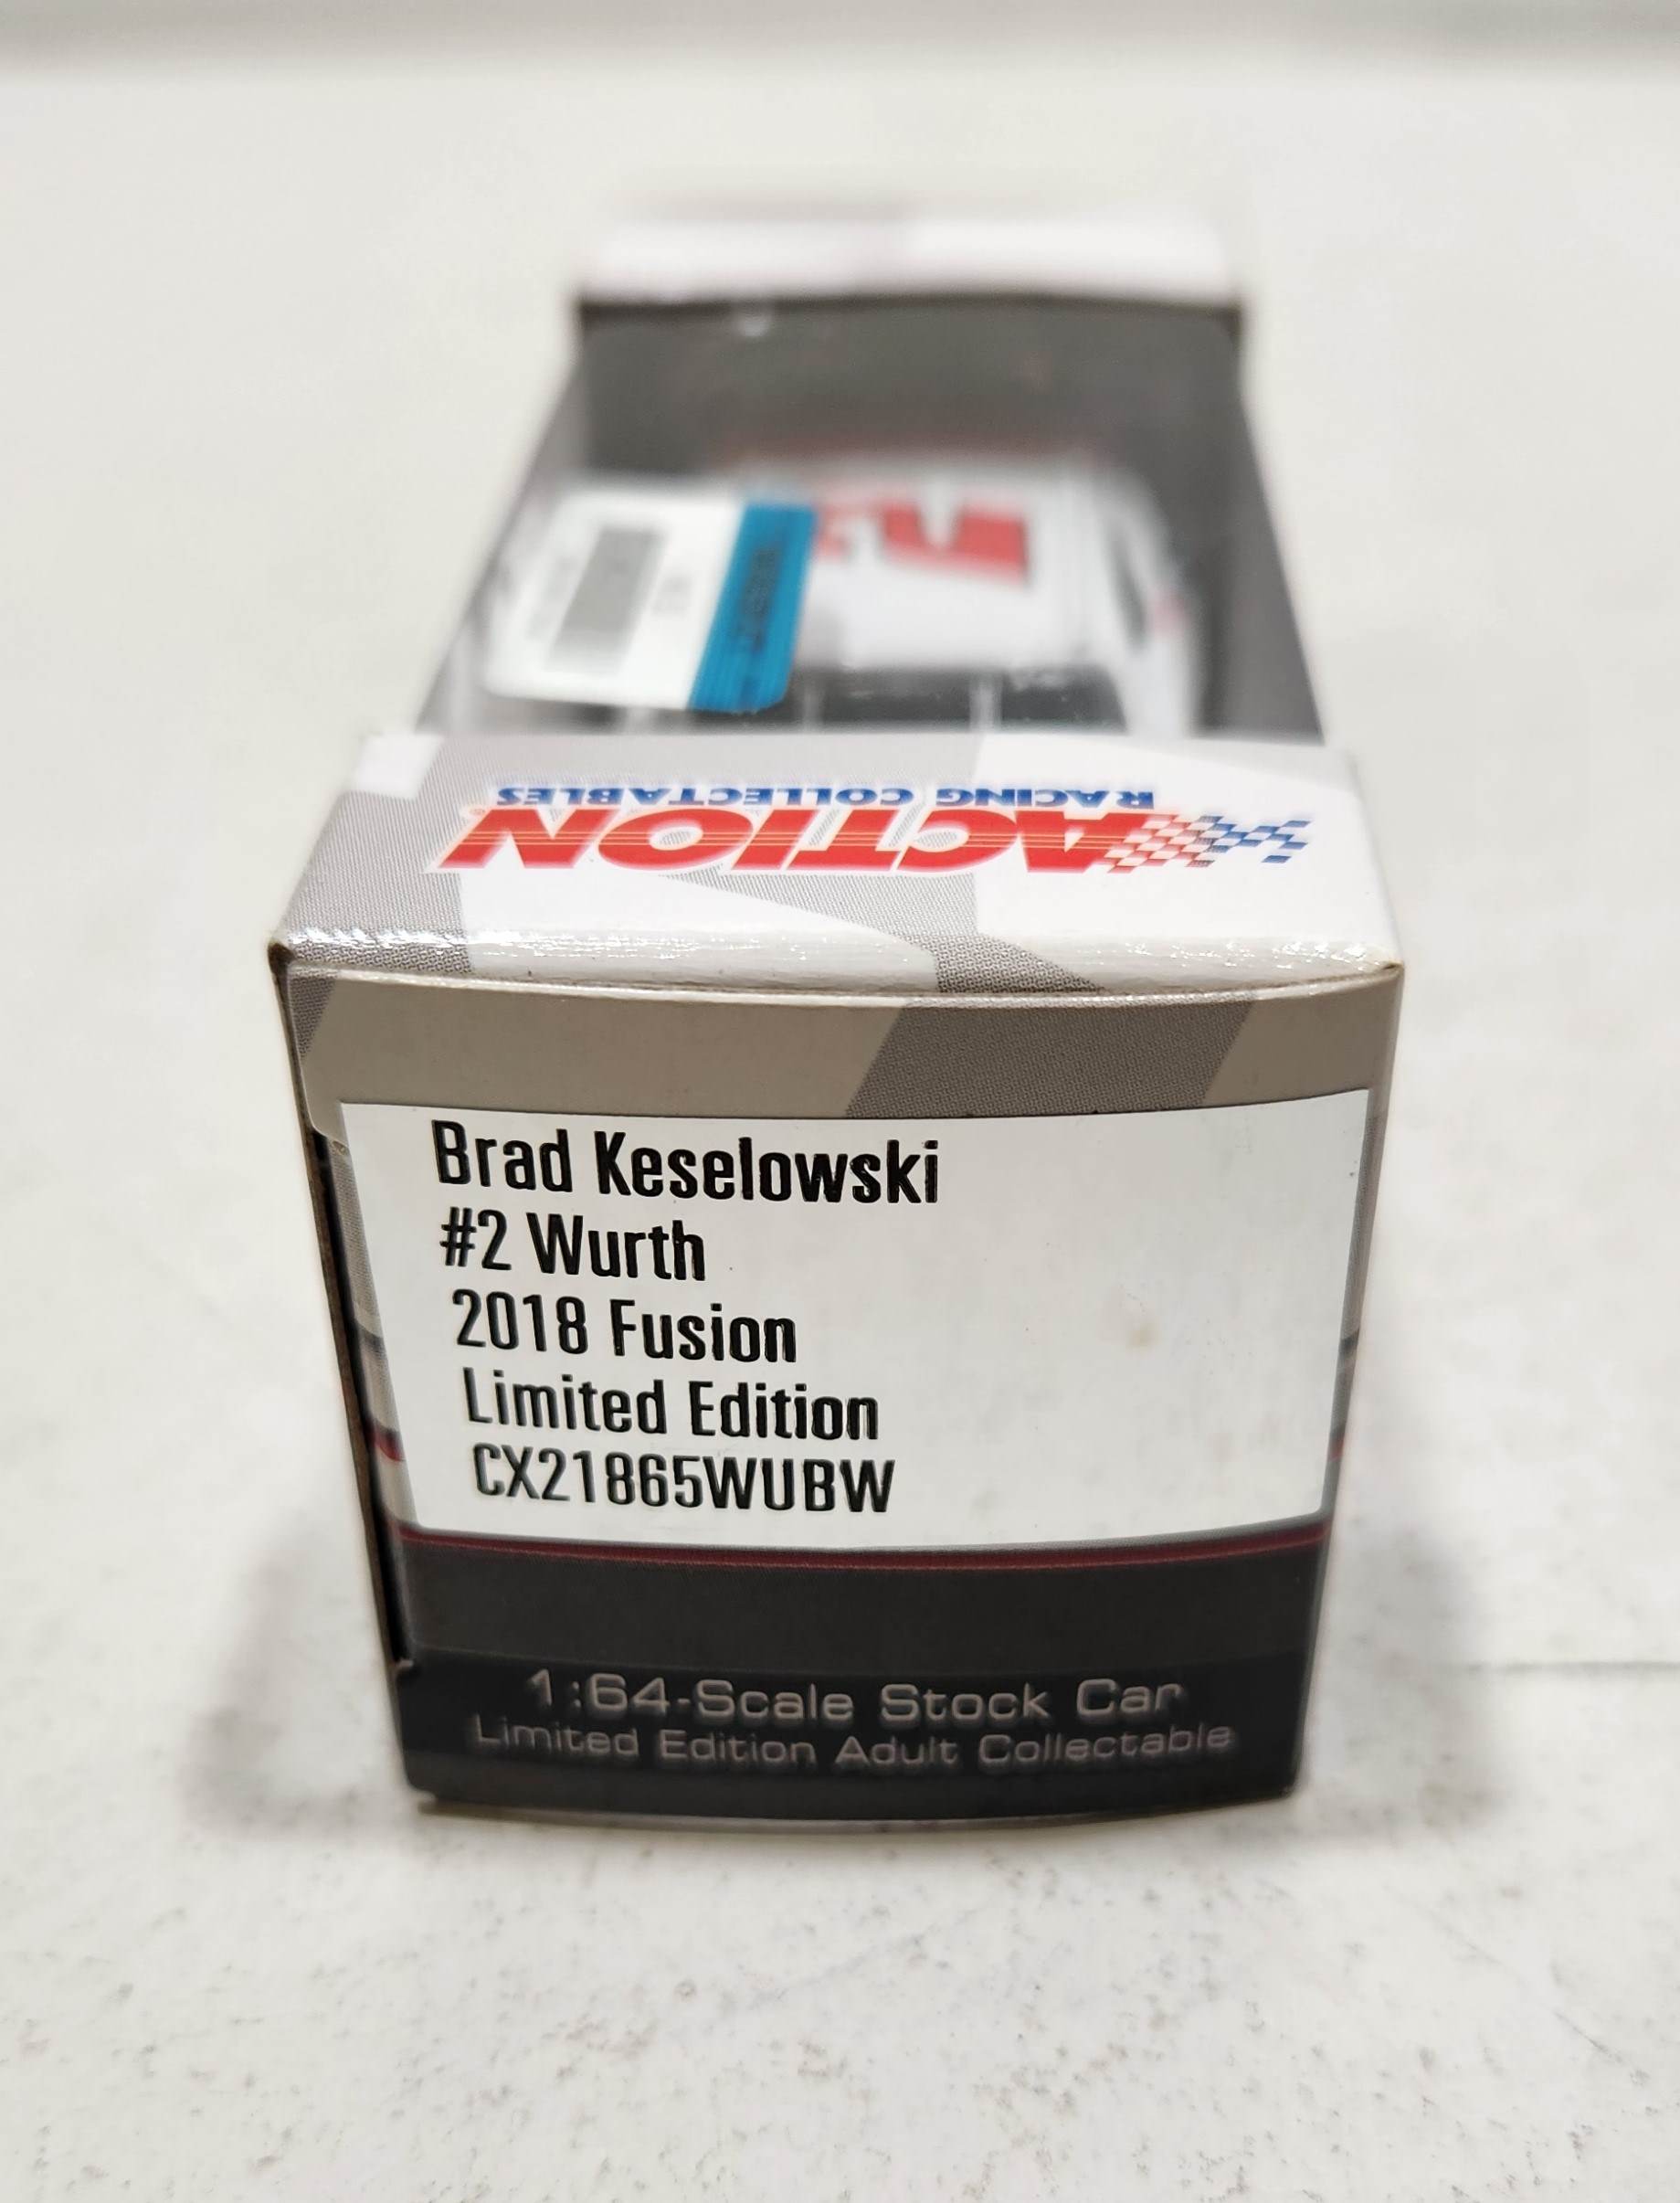 RACING COLLECTABLES
ACTION
Brad Keselowski
#2 Wurth
2018 Fusion
Limited Edition
CX21865WUBW
1:64-Scale Stock Car
Limited Edition Adult Collectable